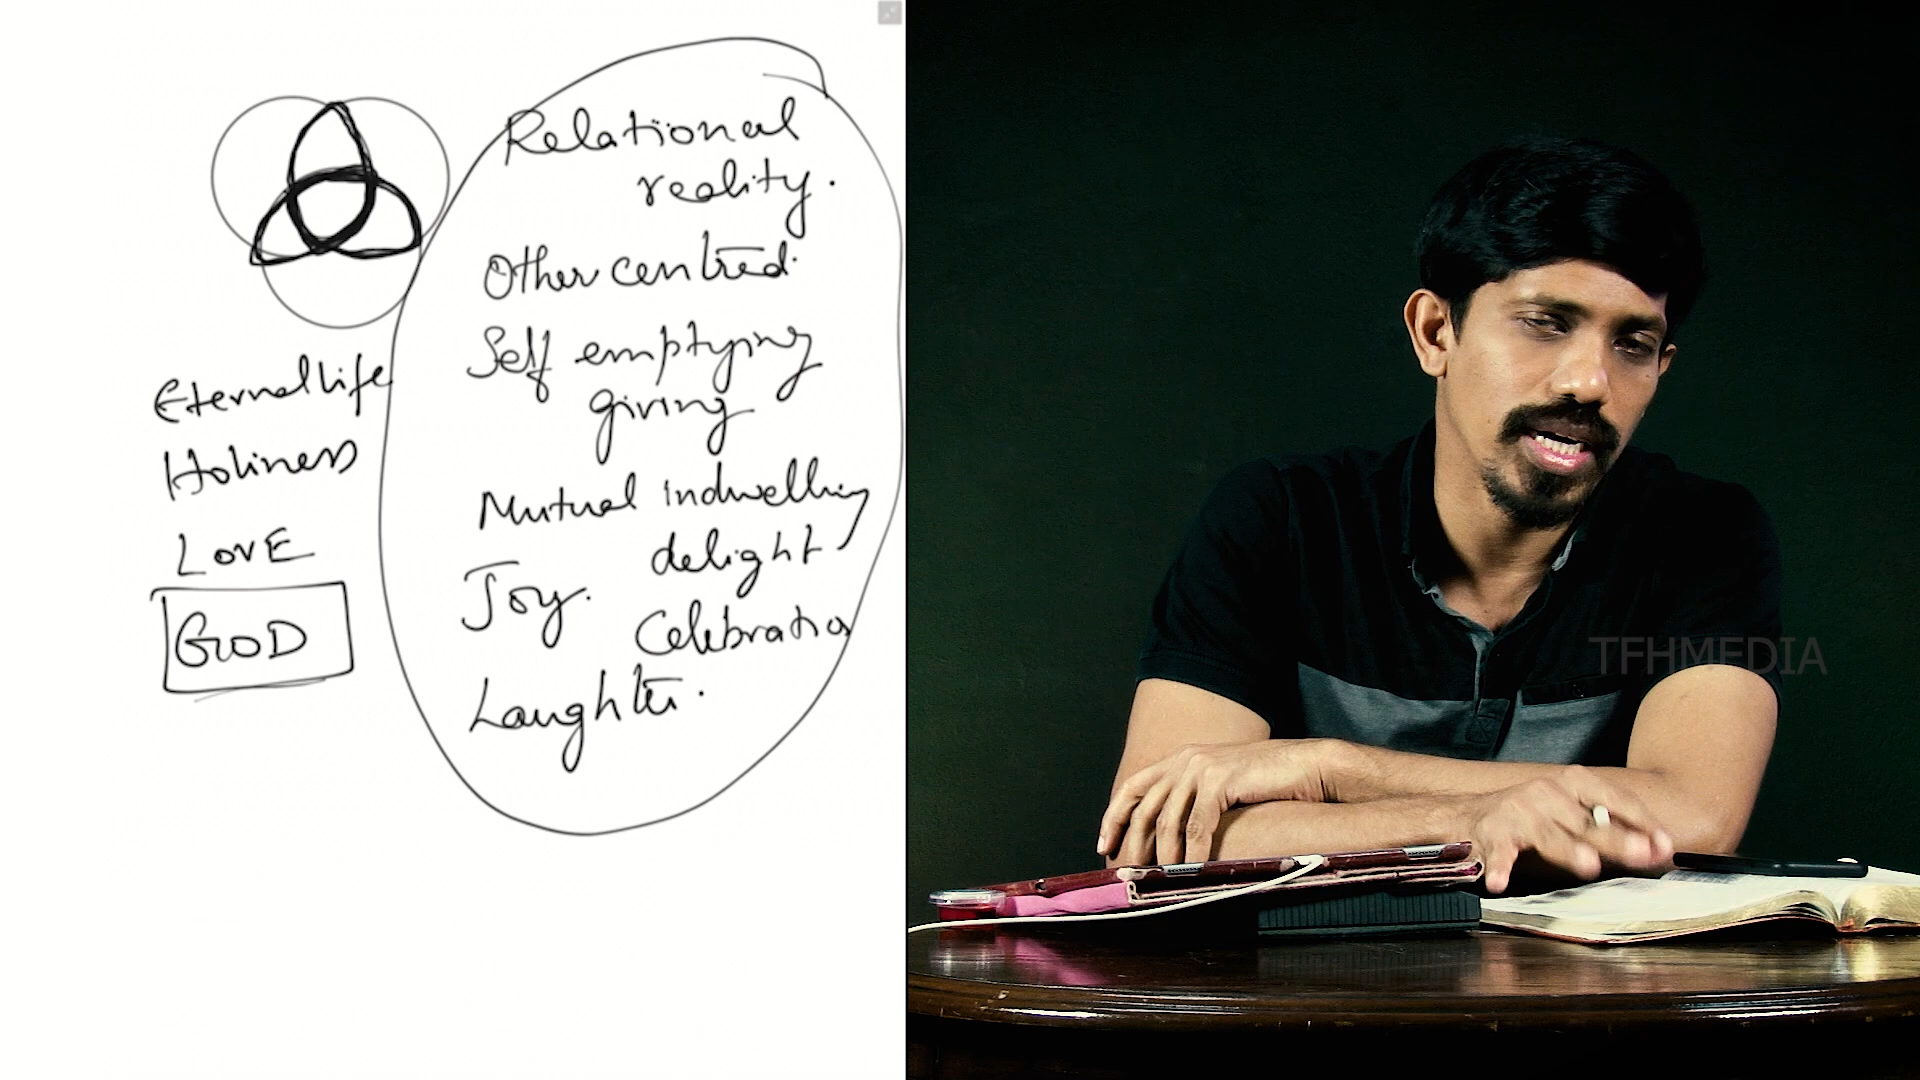 Relational
reality.
Other centred.
Self emptying
giving
Mutual indwelling
delight
Joy.
Celebration
Laughter.
Eternal Life
Holiness
LOVE
GOD
TFHMEDIA